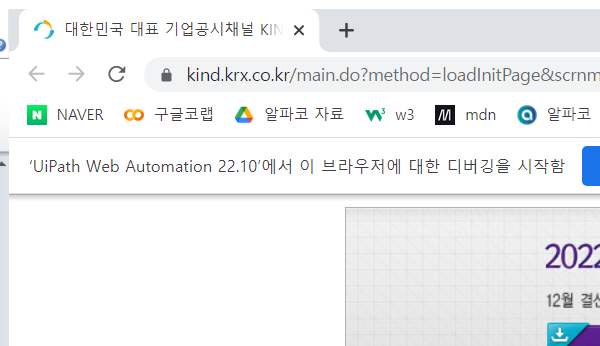 대한민국 대표 기업공시채널 KIN
kind.krx.co.kr/main.do?method=loadInitPage&scrnm
NAVER 구글코랩 알파코 자료 w3 mdn 알파코
‘UiPath Web Automation 22.10’에서 이 브라우저에 대한 디버깅을 시작함
2022
12월 결산